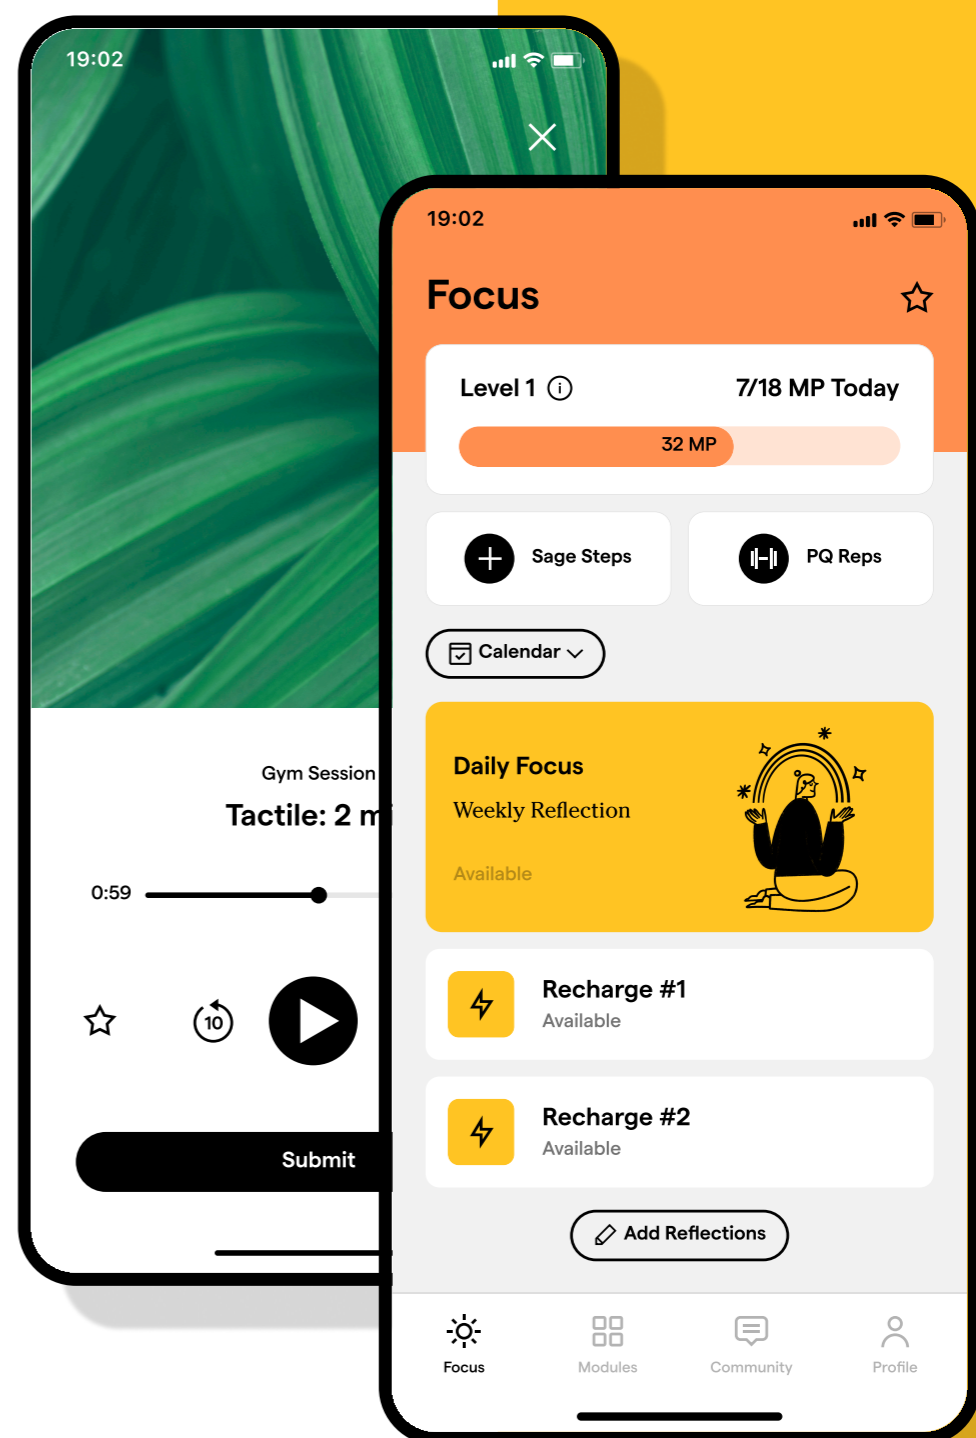 19:02
Gym Session
Tactile: 2 mi
0:59
10
Submit
19:02
Focus
Level 1
7/18 MP Today
32 MP
Sage Steps
PQ Reps
Calendar
Daily Focus
Weekly Reflection
Available
Recharge #1
Available
Recharge #2
Available
Add Reflections
Focus
Modules
Community
Profile